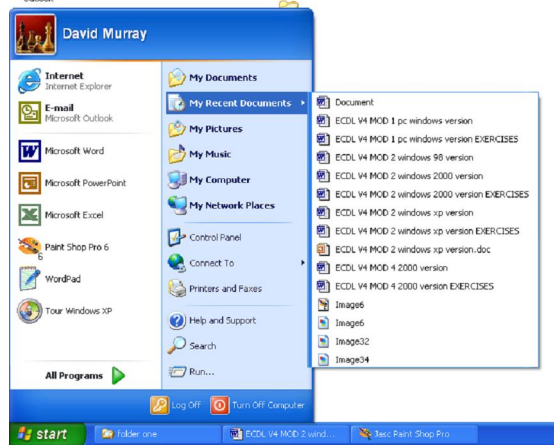 David Murray
Internet
Internet Explorer
E-mail
Microsoft Outlook
Microsoft Word
Microsoft PowerPoint
Microsoft Excel
Paint Shop Pro 6
6
WordPad
Tour Windows XP
All Programs
My Documents
My Recent Documents
My Pictures
My Music
My Computer
My Network Places
Control Panel
Connect To
Printers and Faxes
Help and Support
Search
Run...
Document
ECDL V4 MOD 1 pc windows version
ECDL V4 MOD 1 pc windows version EXERCISES
ECDL V4 MOD 2 windows 98 version
ECDL V4 MOD 2 windows 2000 version
ECDL V4 MOD 2 windows 2000 version EXERCISES
ECDL V4 MOD 2 windows xp version
ECDL V4 MOD 2 windows xp version EXERCISES
ECDL V4 MOD 2 windows xp version.doc
ECDL V4 MOD 4 2000 version
ECDL V4 MOD 4 2000 version EXERCISES
Image6
Image6
Image32
Image34
Log Off
Turn Off Computer
start
folder one
ECDL V4 MOD 2 wind...
Jasc Paint Shop Pro